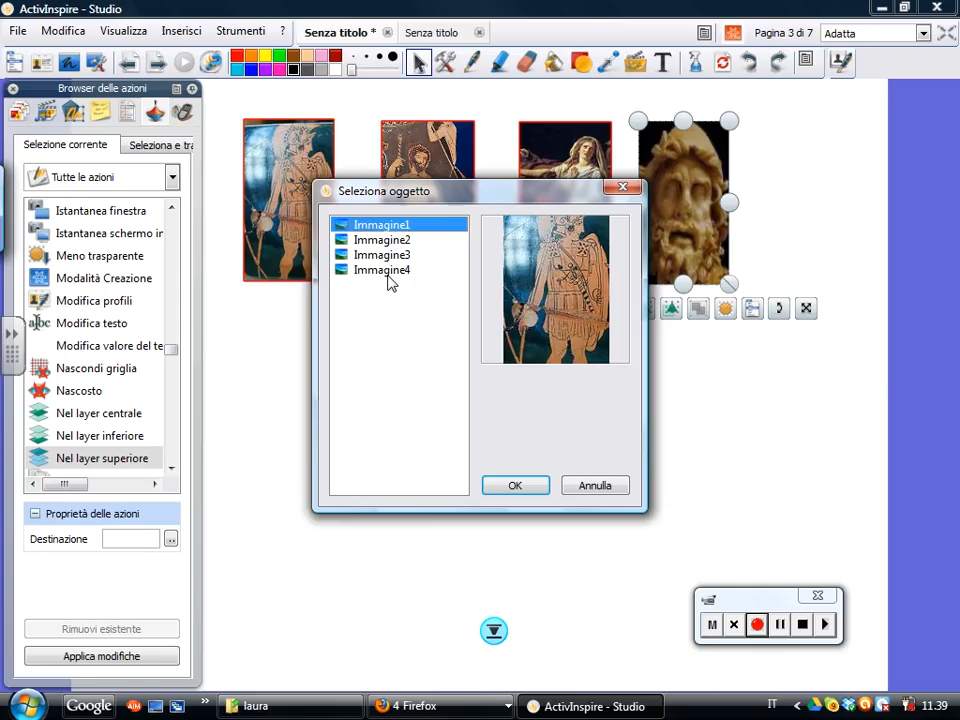 ActivInspire - Studio
File Modifica Visualizza Inserisci Strumenti ? Senza titolo * Senza titolo Pagina 3 di 7 Adatta
Browser delle azioni
Selezione corrente Seleziona e tra
Tutte le azioni
Istantanea finestra
Istantanea schermo in
Meno trasparente
Modalità Creazione
Modifica profili
abc Modifica testo
Modifica valore del te
Nascondi griglia
Nascosto
Nel layer centrale
Nel layer inferiore
Nel layer superiore
Proprietà delle azioni
Destinazione ..
Rimuovi esistente
Applica modifiche
Seleziona oggetto
Immagine1
Immagine2
Immagine3
Immagine4
OK Annulla
M
Google laura 4 Firefox ActivInspire - Studio IT 11.39